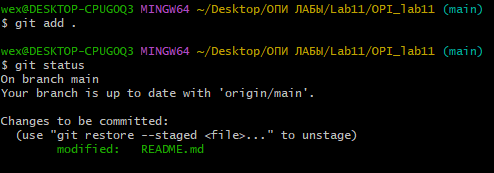 wex@DESKTOP-CPUG0Q3 MINGW64 ~/Desktop/ОПИ ЛАБЫ/Lab11/OPI_lab11 (main)
$ git add .
wex@DESKTOP-CPUG0Q3 MINGW64 ~/Desktop/ОПИ ЛАБЫ/Lab11/OPI_lab11 (main)
$ git status
On branch main
Your branch is up to date with 'origin/main'.
Changes to be committed:
  (use "git restore --staged <file>..." to unstage)
        modified:   README.md